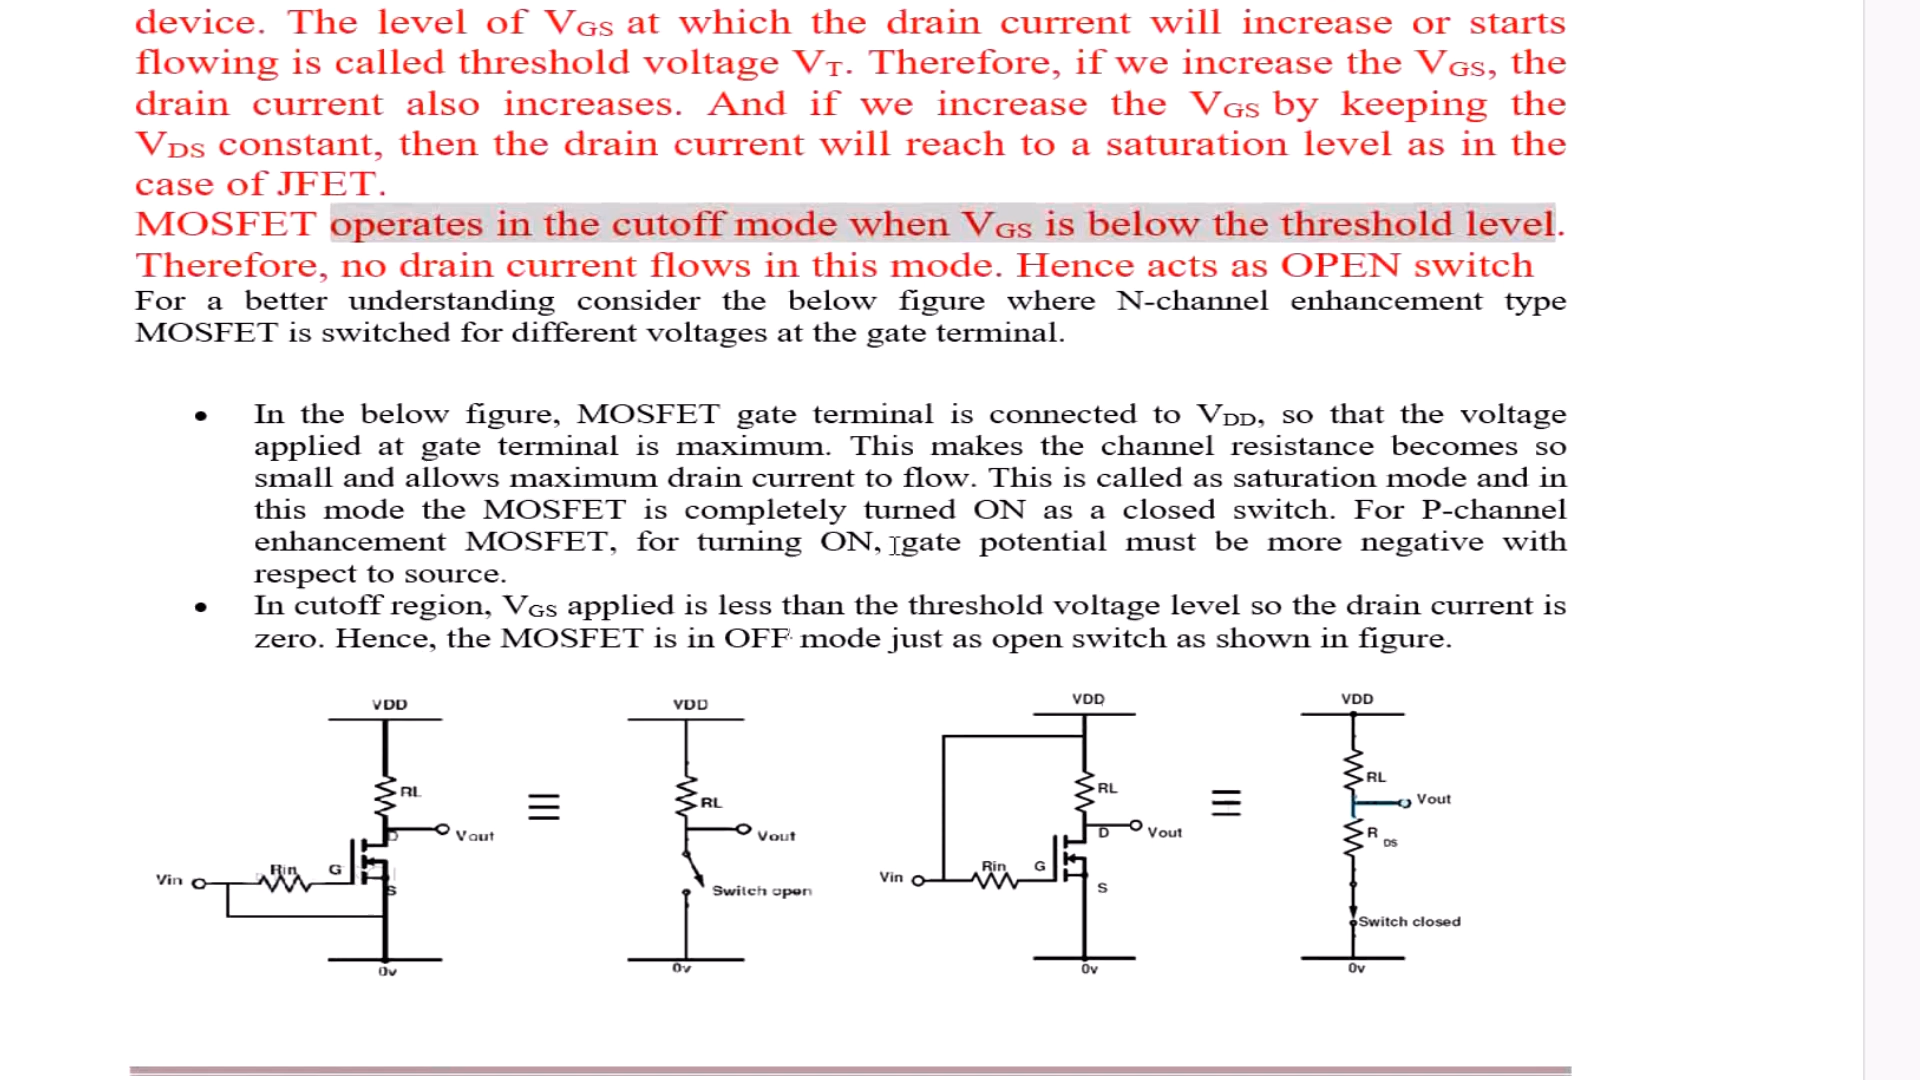 device. The level of VGS at which the drain current will increase or starts
flowing is called threshold voltage VT. Therefore, if we increase the VGS, the
drain current also increases. And if we increase the VGS by keeping the
VDS constant, then the drain current will reach to a saturation level as in the
case of JFET.
MOSFET operates in the cutoff mode when VGS is below the threshold level.
Therefore, no drain current flows in this mode. Hence acts as OPEN switch
For a better understanding consider the below figure where N-channel enhancement type
MOSFET is switched for different voltages at the gate terminal.
• In the below figure, MOSFET gate terminal is connected to VDD, so that the voltage
applied at gate terminal is maximum. This makes the channel resistance becomes so
small and allows maximum drain current to flow. This is called as saturation mode and in
this mode the MOSFET is completely turned ON as a closed switch. For P-channel
enhancement MOSFET, for turning ON, gate potential must be more negative with
respect to source.
• In cutoff region, VGS applied is less than the threshold voltage level so the drain current is
zero. Hence, the MOSFET is in OFF mode just as open switch as shown in figure.
VDD
RL
D
Vout
Vin
Rin
G
S
0v
VDD
RL
Vout
Switch open
0v
VDD
RL
D
Vout
Vin
Rin
G
S
0v
VDD
RL
Vout
R DS
Switch closed
0v